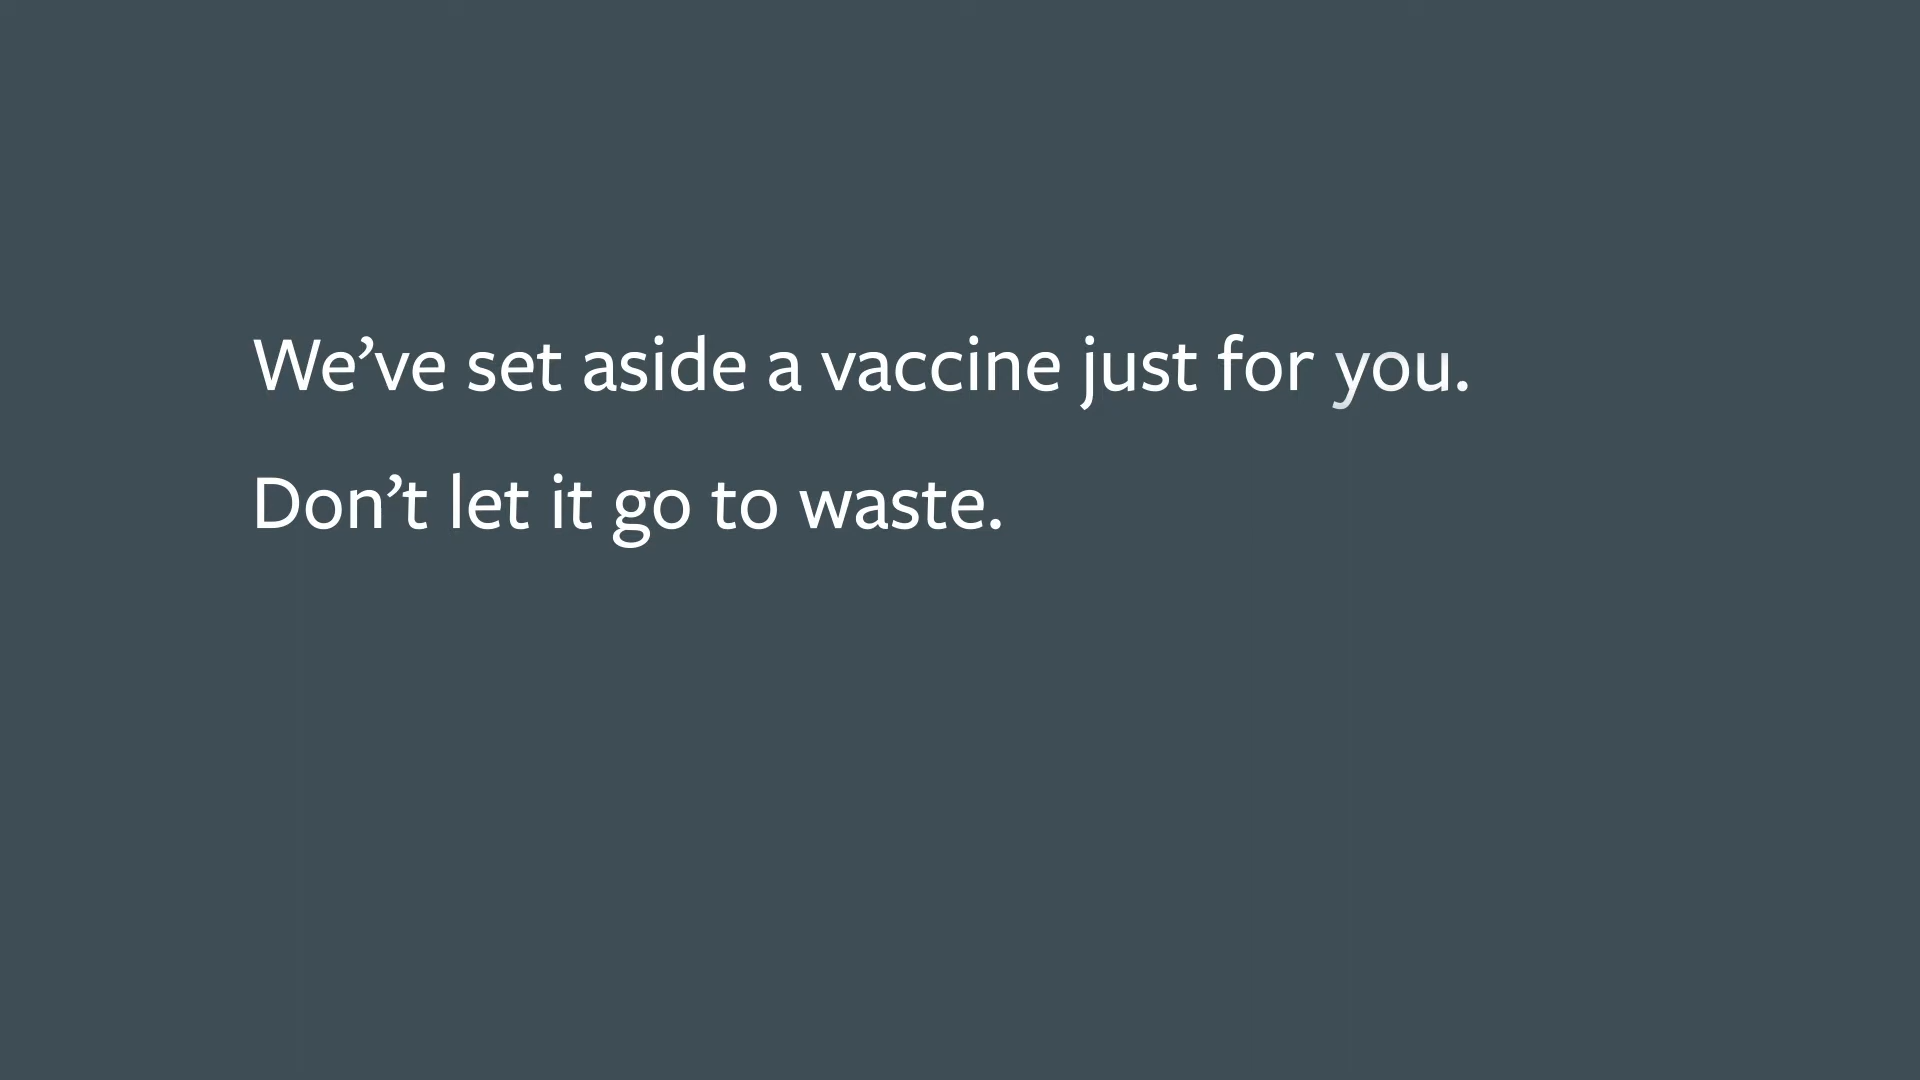 We’ve set aside a vaccine just for you.
Don’t let it go to waste.